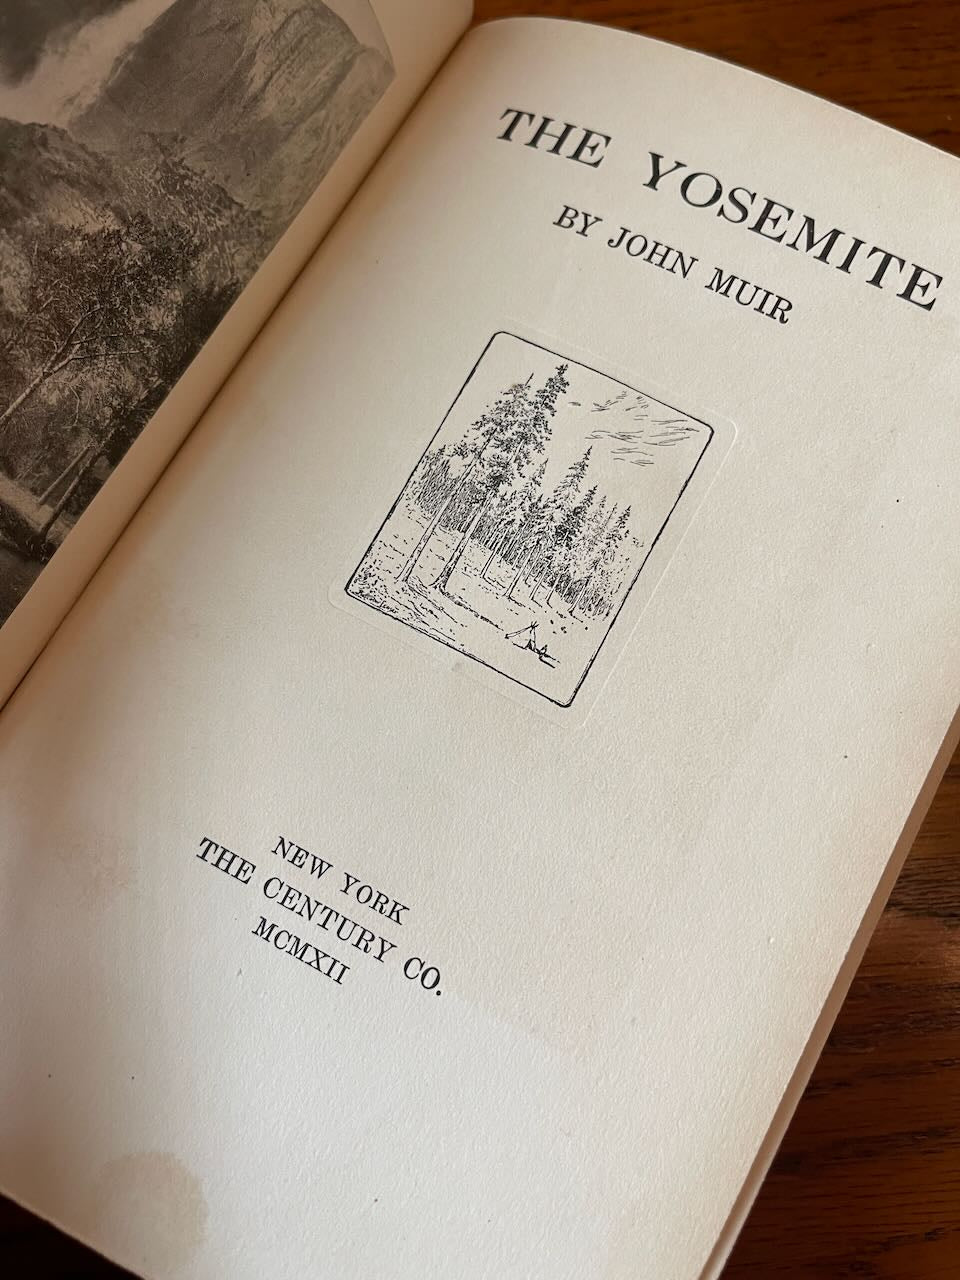 THE YOSEMITE
BY JOHN MUIR
NEW YORK
THE CENTURY CO.
MCMXII